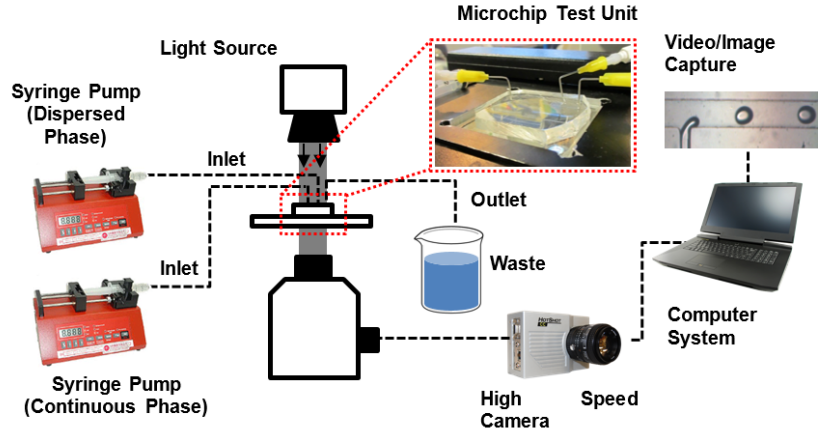 Microchip Test Unit
Light Source
Video/Image
Capture
Syringe Pump
(Dispersed
Phase)
Inlet
Outlet
Inlet
Waste
Computer
System
Syringe Pump
(Continuous Phase)
High Speed
Camera
HOTSHOT